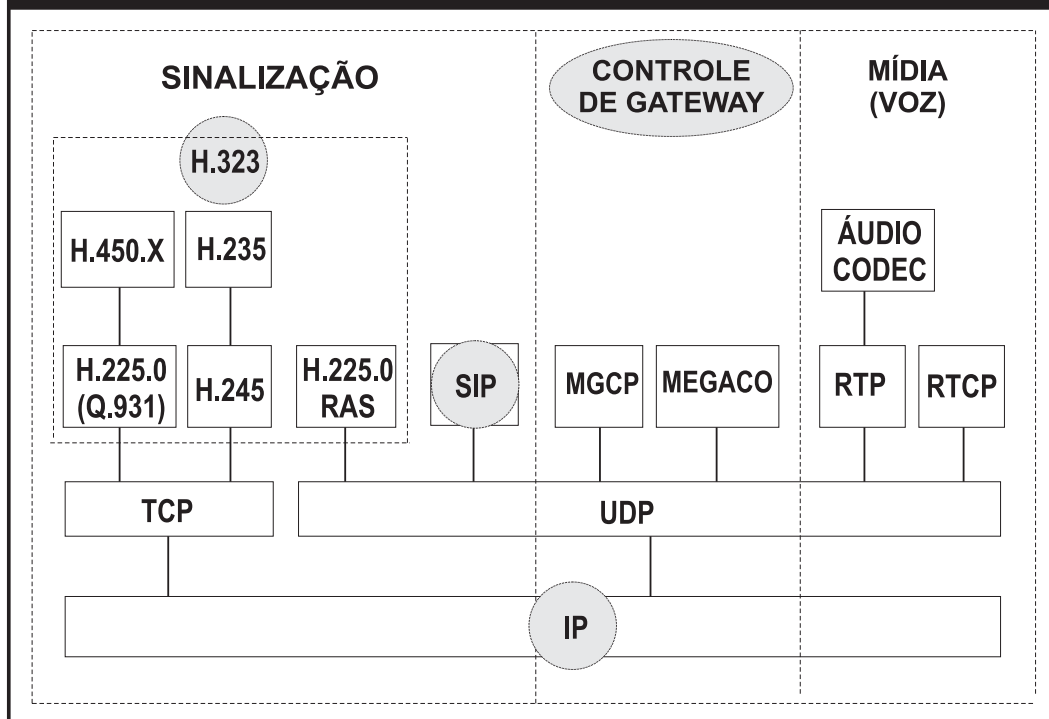 SINALIZAÇÃO
CONTROLE
DE GATEWAY
MÍDIA
(VOZ)
H.323
H.450.X
H.235
ÁUDIO
CODEC
H.225.0
(Q.931)
H.245
H.225.0
RAS
SIP
MGCP
MEGACO
RTP
RTCP
TCP
UDP
IP